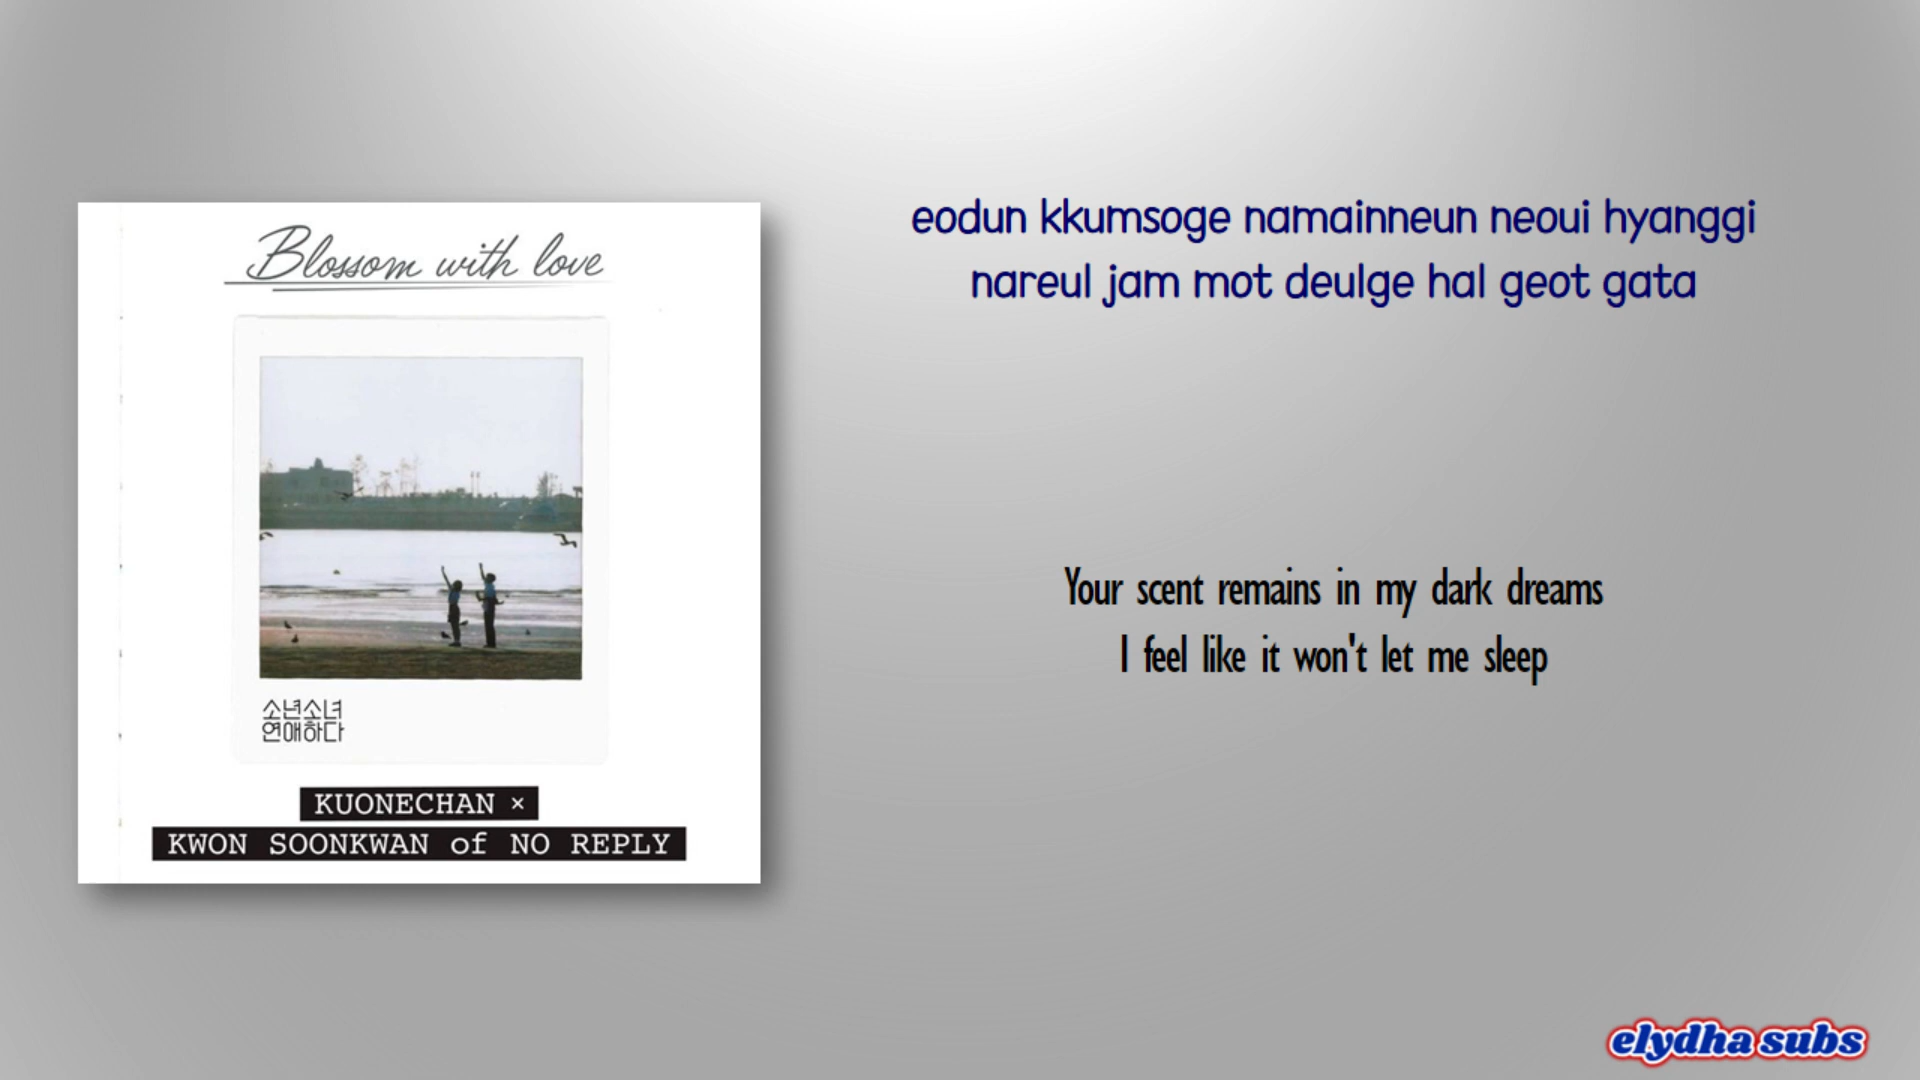 Blossom with love
소년소녀
연애하다
KUONECHAN ×
KWON SOONKWAN of NO REPLY
eodun kkumsoge namainneun neoui hyanggi
nareul jam mot deulge hal geot gata
Your scent remains in my dark dreams
I feel like it won't let me sleep
elydha subs